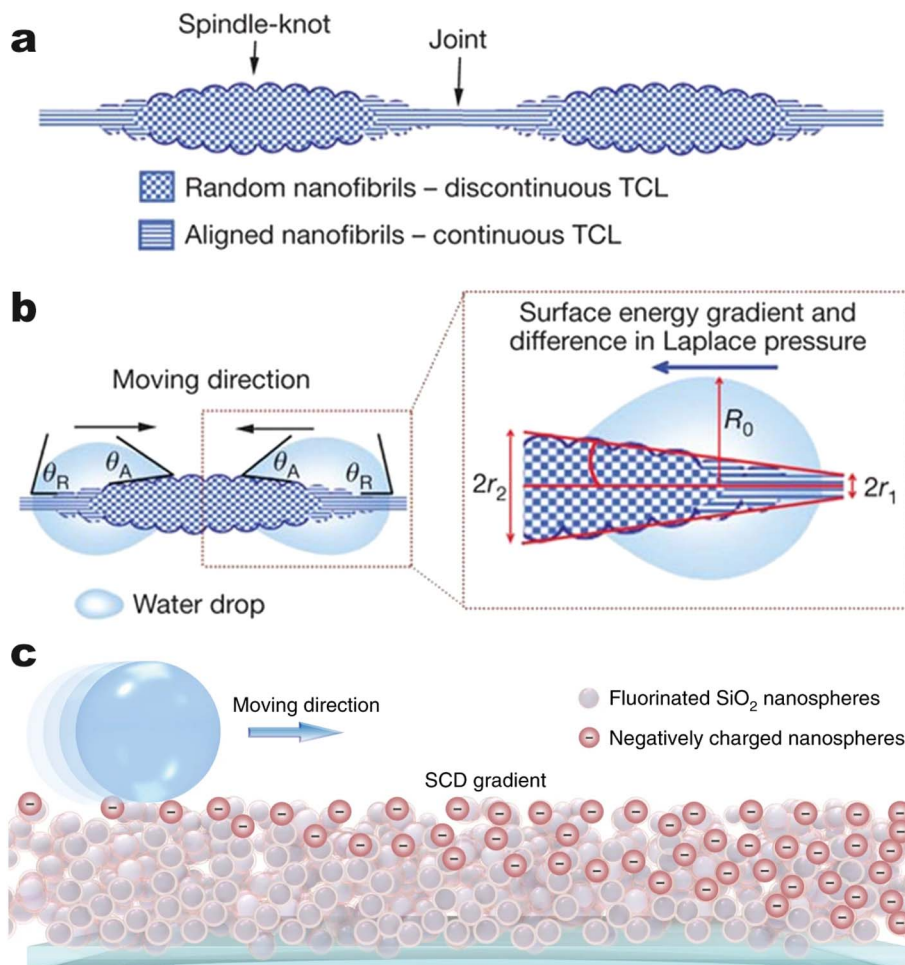 a
Spindle-knot
Joint
Random nanofibrils – discontinuous TCL
Aligned nanofibrils – continuous TCL
b
Moving direction
θR
θA
θA
θR
Water drop
Surface energy gradient and
difference in Laplace pressure
R0
2r2
2r1
c
Moving direction
Fluorinated SiO2 nanospheres
Negatively charged nanospheres
SCD gradient